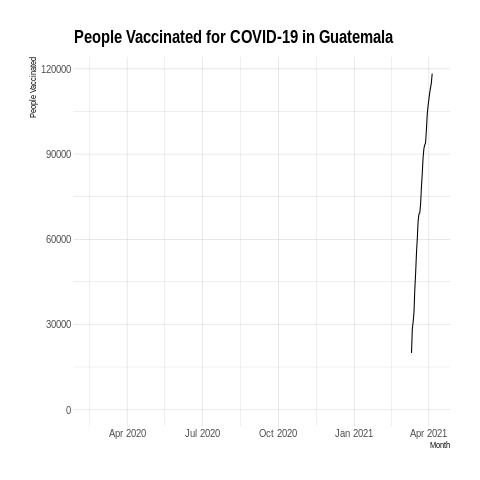 People Vaccinated for COVID-19 in Guatemala
People Vaccinated
120000
90000
60000
30000
0
Apr 2020 Jul 2020 Oct 2020 Jan 2021 Apr 2021
Month